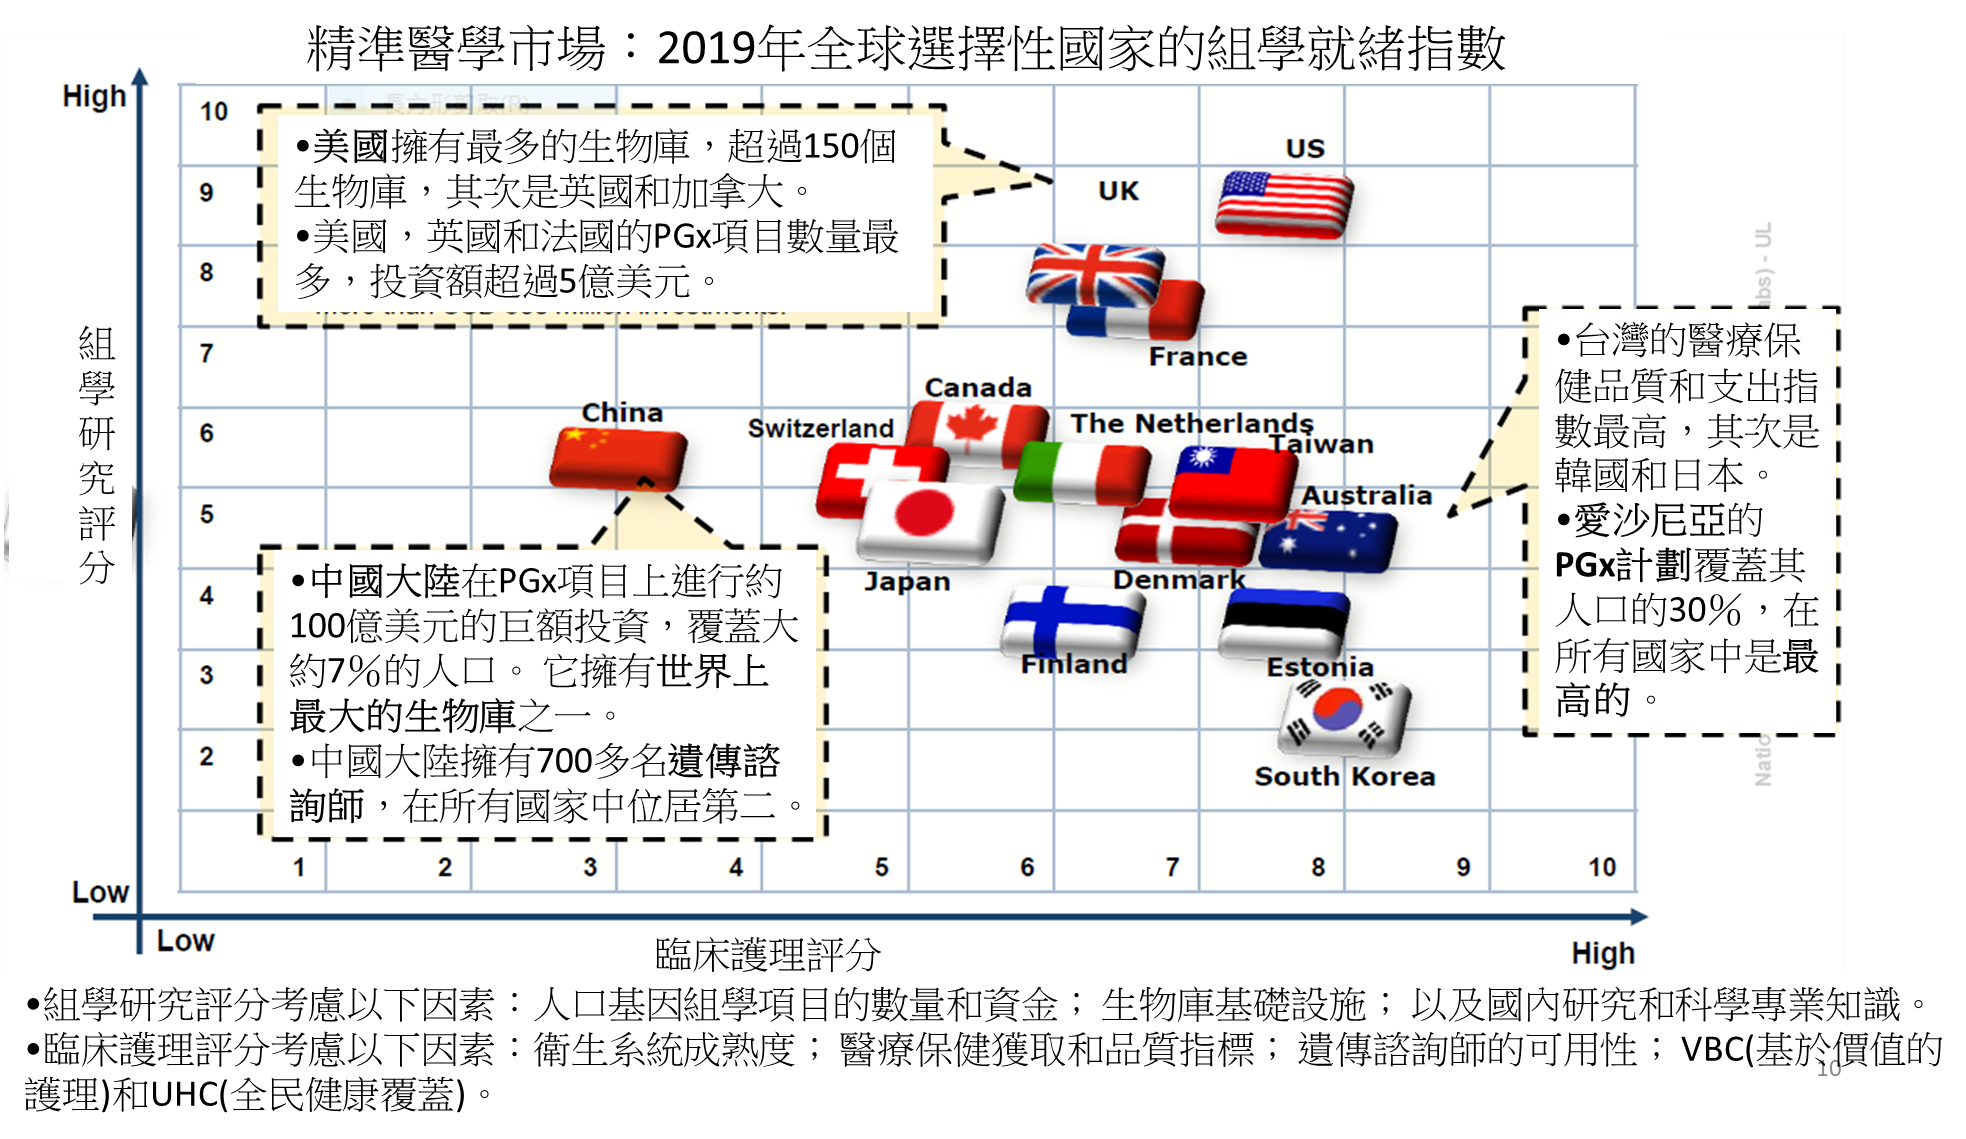 精準醫學市場：2019年全球選擇性國家的組學就緒指數
High
長方形剪取(R)
10
9
8
7
6
5
4
3
2
組
學
研
究
評
分
•美國擁有最多的生物庫，超過150個
生物庫，其次是英國和加拿大。
•美國，英國和法國的PGx項目數量最
多，投資額超過5億美元。
US
UK
France
Canada
China
Switzerland
The Netherlands
Taiwan
Australia
Japan
Denmark
Finland
Estonia
South Korea
•台灣的醫療保
健品質和支出指
數最高，其次是
韓國和日本。
•愛沙尼亞的
PGx計劃覆蓋其
人口的30％，在
所有國家中是最
高的。
•中國大陸在PGx項目上進行約
100億美元的巨額投資，覆蓋大
約7％的人口。 它擁有世界上
最大的生物庫之一。
•中國大陸擁有700多名遺傳諮
詢師，在所有國家中位居第二。
1 2 3 4 5 6 7 8 9 10
Low
Low
臨床護理評分
High
•組學研究評分考慮以下因素：人口基因組學項目的數量和資金； 生物庫基礎設施； 以及國內研究和科學專業知識。
•臨床護理評分考慮以下因素：衛生系統成熟度； 醫療保健獲取和品質指標； 遺傳諮詢師的可用性； VBC(基於價值的
護理)和UHC(全民健康覆蓋)。
10